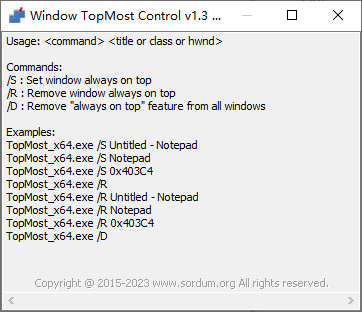 Window TopMost Control v1.3 ...
Usage: <command> <title or class or hwnd>
Commands:
/S : Set window always on top
/R : Remove window always on top
/D : Remove "always on top" feature from all windows
Examples:
TopMost_x64.exe /S Untitled - Notepad
TopMost_x64.exe /S Notepad
TopMost_x64.exe /S 0x403C4
TopMost_x64.exe /R
TopMost_x64.exe /R Untitled - Notepad
TopMost_x64.exe /R Notepad
TopMost_x64.exe /R 0x403C4
TopMost_x64.exe /D
Copyright @ 2015-2023 www.sordum.org All rights reserved.